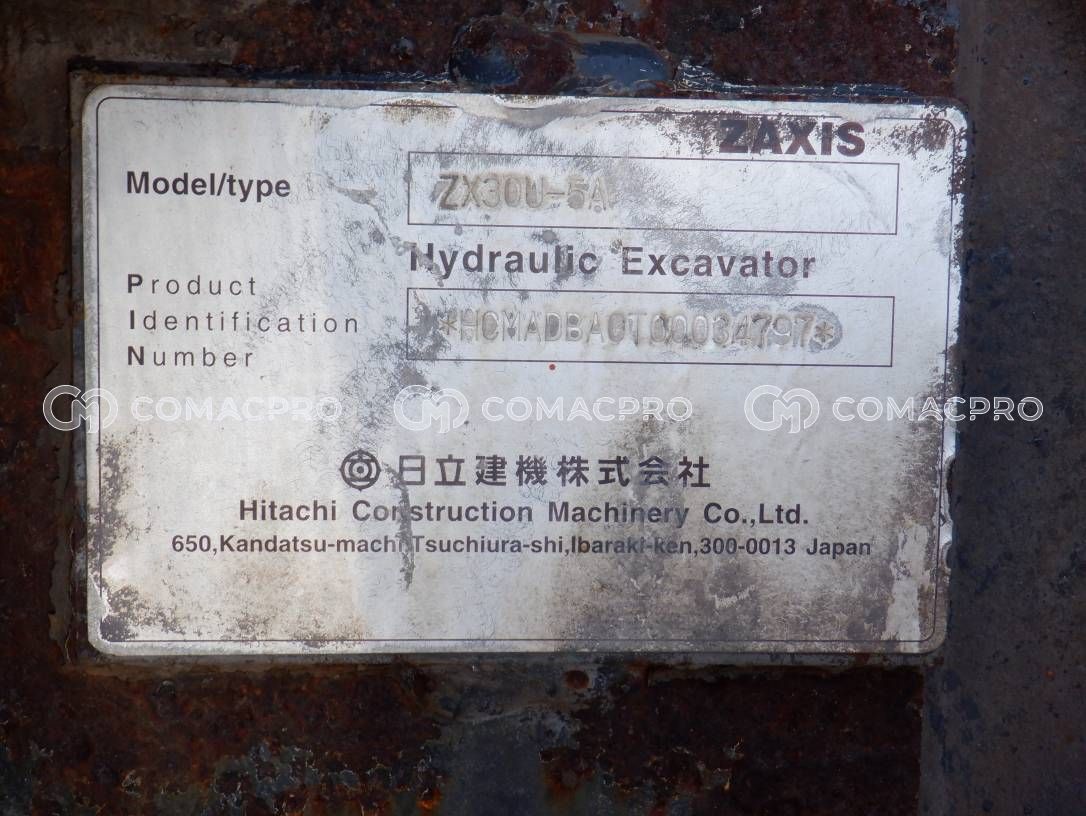 ZAXIS
Model/type ZX30U-5A
Hydraulic Excavator
Product
Identification *HCMADBA0T00034797*
Number
COMACPRO COMACPRO COMACPRO
日立建機株式会社
Hitachi Construction Machinery Co.,Ltd.
650,Kandatsu-machi,Tsuchiura-shi,Ibaraki-ken,300-0013 Japan